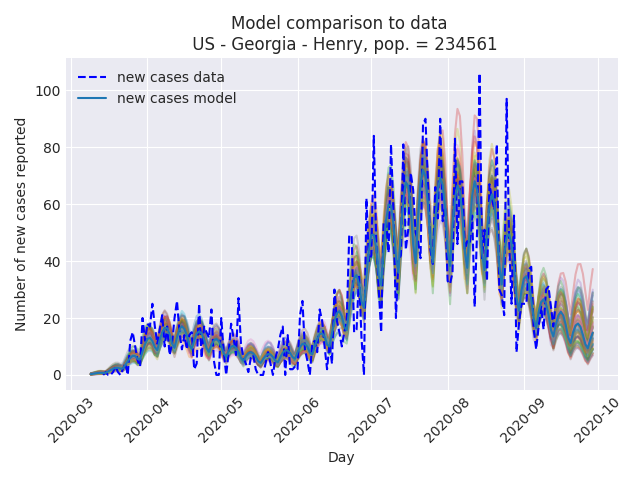 Model comparison to data
US - Georgia - Henry, pop. = 234561
new cases data
new cases model
Number of new cases reported
100
80
60
40
20
0
2020-03
2020-04
2020-05
2020-06
2020-07
2020-08
2020-09
2020-10
Day